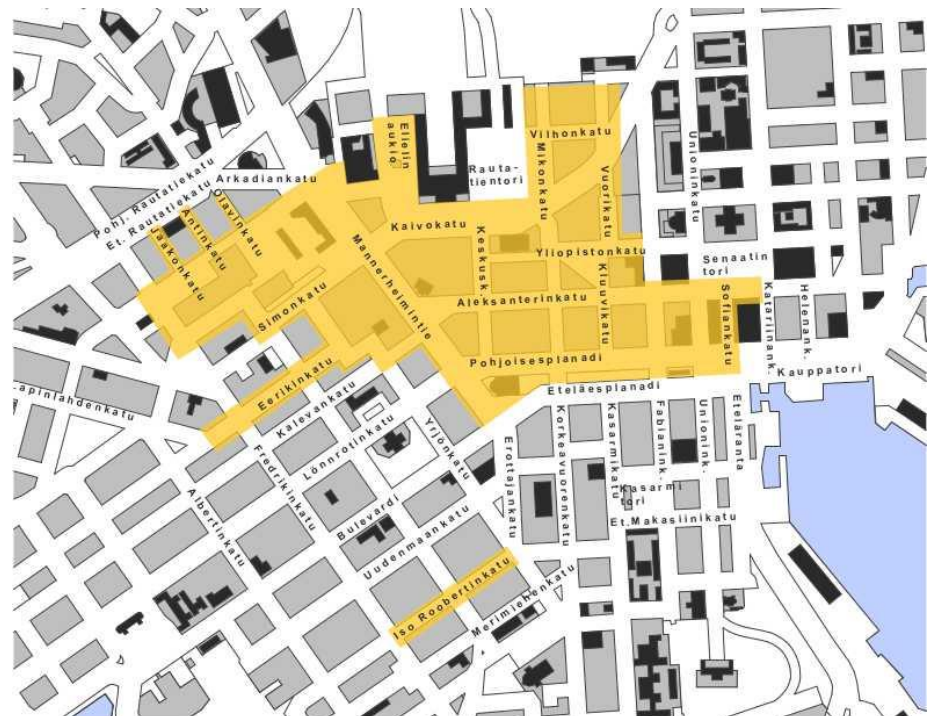 Vilhonkatu
Elielin
aukio
Unioninkatu
Mikonkatu
Rauta-
tientori
Vuorikatu
Pohj. Rautatiekatu
Arkadiankatu
Et. Rautatiekatu
Olavinkatu
Antinkatu
Jaakonkatu
Kaivokatu
Mannerheimintie
Keskusk.
Yliopistonkatu
Senaatin
tori
Kluuvikatu
Simonkatu
Aleksanterinkatu
Sofiankatu
Katariinank.
Helenank.
Pohjoisesplanadi
Kauppatori
Eteläesplanadi
Eerikinkatu
Lapinlahdenkatu
Kalevankatu
Lönnrotinkatu
Yrjönkatu
Fredrikinkatu
Erottajankatu
Korkeavuorenkatu
Kasarmikatu
Fabianink.
Unionink.
Eteläranta
Albertinkatu
Bulevardi
Kasarmi
tori
Uudenmaankatu
Et.Makasiinikatu
Iso Roobertinkatu
Merimiehenkatu